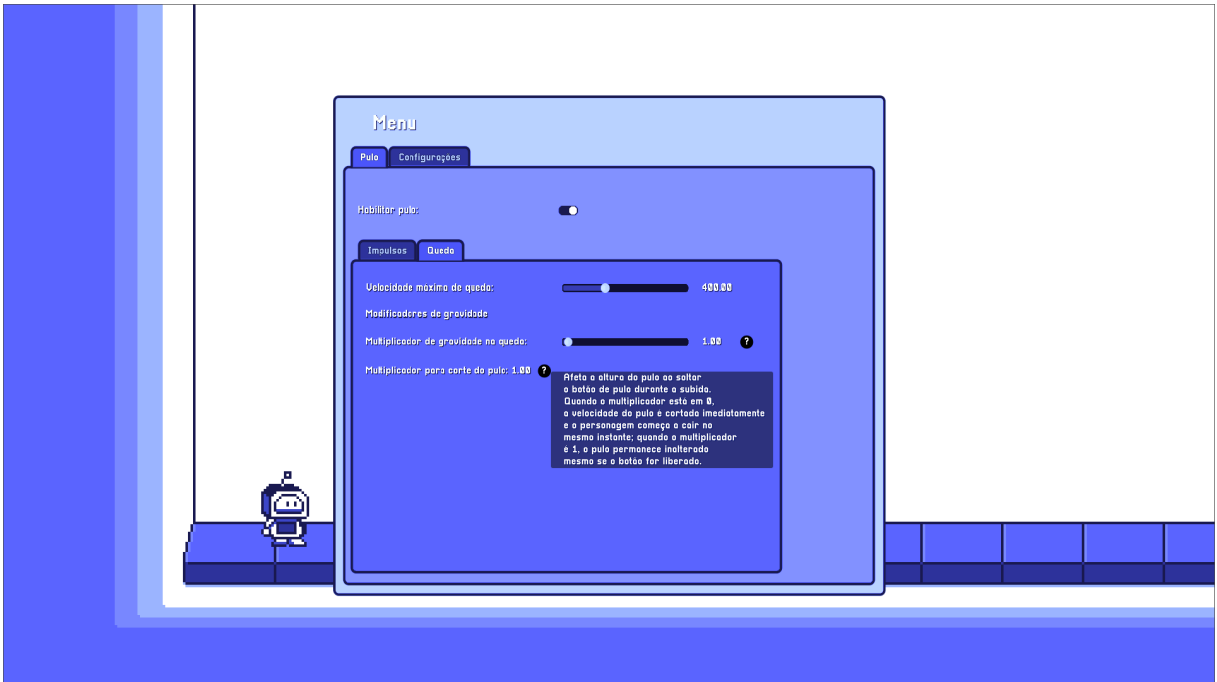 Menu
Pulo
Configurações
Habilitar pulo:
Impulsos
Queda
Velocidade máxima de queda:
400.00
Modificadores de gravidade
Multiplicador de gravidade na queda:
1.00
?
Multiplicador para corte do pulo: 1.00
?
Afeta a altura do pulo ao soltar
o botão de pulo durante a subida.
Quando o multiplicador está em 0,
a velocidade do pulo é cortada imediatamente
e o personagem começa a cair no
mesmo instante; quando o multiplicador
é 1, o pulo permanece inalterado
mesmo se o botão for liberado.